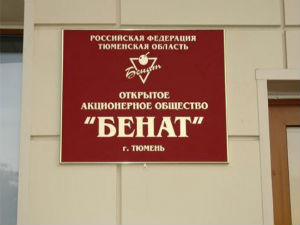 РОССИЙСКАЯ ФЕДЕРАЦИЯ
ТЮМЕНСКАЯ ОБЛАСТЬ
Бенат
ОТКРЫТОЕ
АКЦИОНЕРНОЕ ОБЩЕСТВО
"БЕНАТ"
г. ТЮМЕНЬ